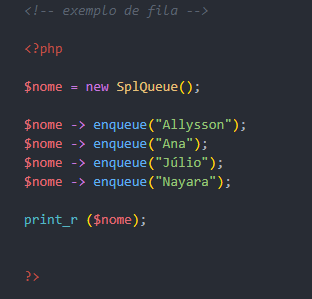 <!-- exemplo de fila -->
<?php
$nome = new SplQueue();
$nome -> enqueue("Allysson");
$nome -> enqueue("Ana");
$nome -> enqueue("Júlio");
$nome -> enqueue("Nayara");
print_r ($nome);
?>